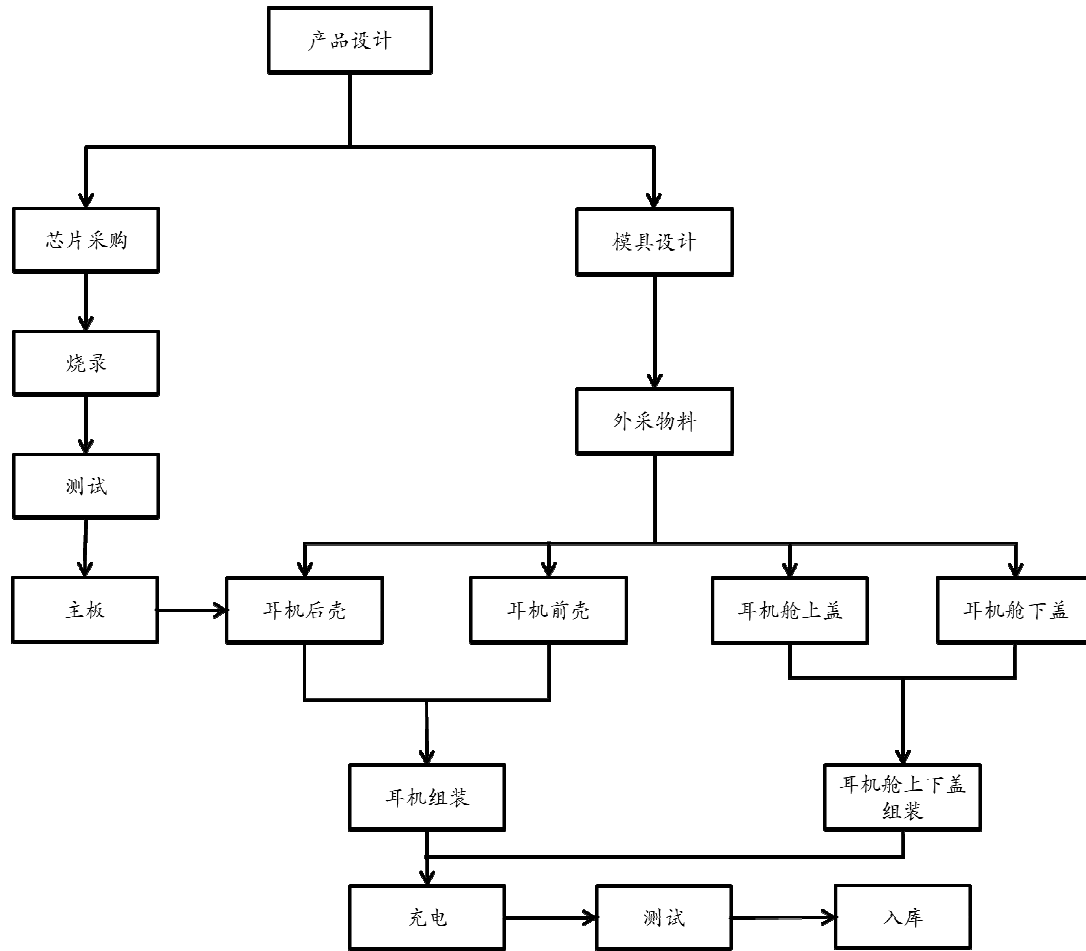 产品设计
芯片采购
模具设计
烧录
外采物料
测试
主板
耳机后壳
耳机前壳
耳机舱上盖
耳机舱下盖
耳机组装
耳机舱上下盖
组装
充电
测试
入库